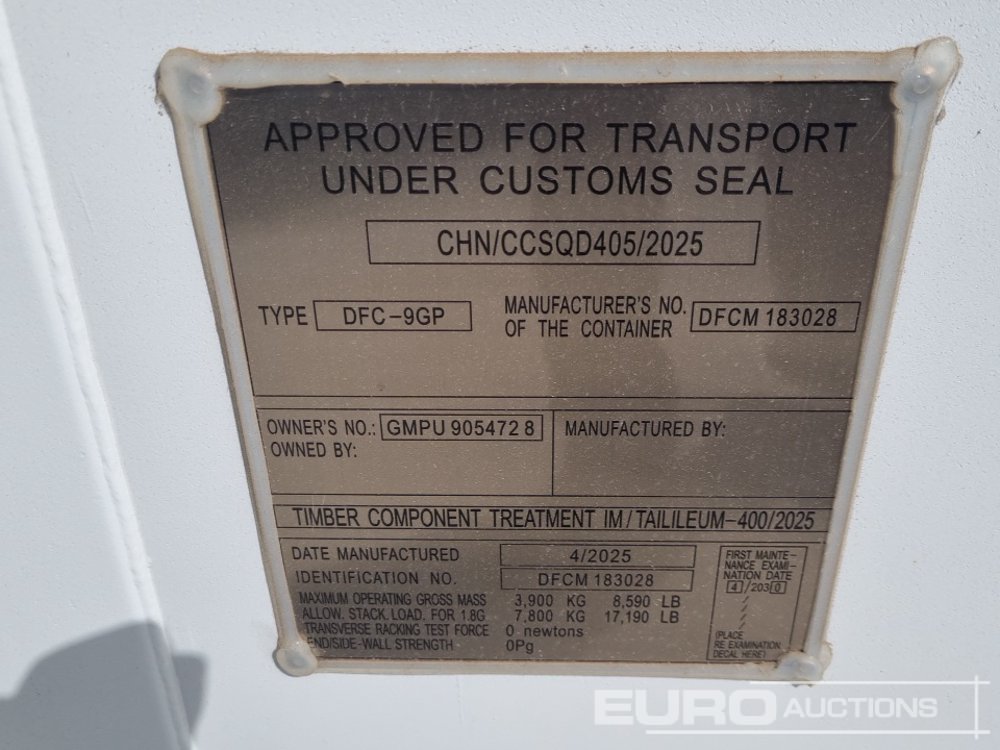 APPROVED FOR TRANSPORT
UNDER CUSTOMS SEAL
CHN/CCSQD405/2025
TYPE DFC-9GP
MANUFACTURER'S NO.
OF THE CONTAINER DFCM 183028
OWNER'S NO.: GMPU 905472 8
OWNED BY:
MANUFACTURED BY:
TIMBER COMPONENT TREATMENT IM/TAILILEUM-400/2025
DATE MANUFACTURED 4/2025
IDENTIFICATION NO. DFCM 183028
MAXIMUM OPERATING GROSS MASS 3,900 KG 8,590 LB
ALLOW. STACK. LOAD. FOR 1.8G 7,800 KG 17,190 LB
TRANSVERSE RACKING TEST FORCE 0 newtons
END/SIDE-WALL STRENGTH 0Pg
FIRST MAINTE-
NANCE EXAMI-
NATION DATE
4/2030
/
/
/
(PLACE
RE EXAMINATION
DECAL HERE)
EURO AUCTIONS